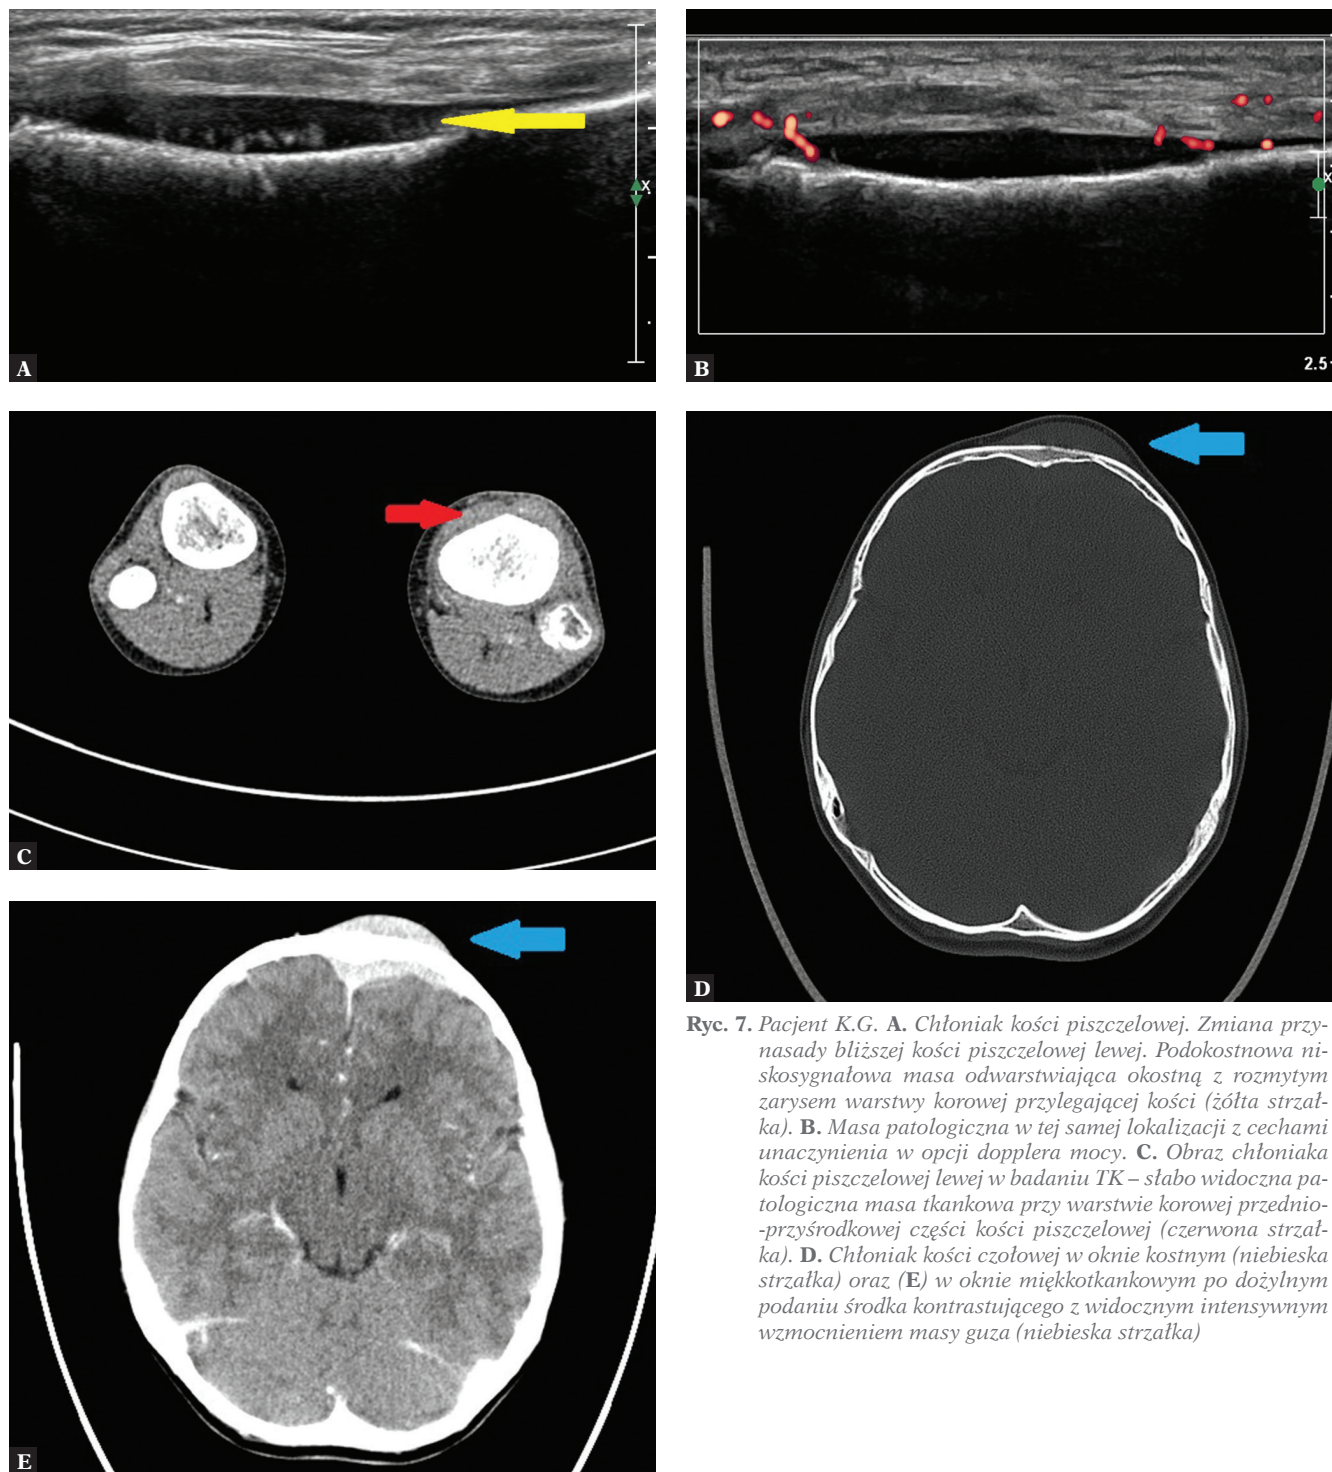 X
A
X
B
2.5
C
D
E
Ryc. 7. Pacjent K.G. A. Chłoniak kości piszczelowej. Zmiana przy-
nasady bliższej kości piszczelowej lewej. Podokostnowa ni-
skosygnałowa masa odwarstwiająca okostną z rozmytym
zarysem warstwy korowej przylegającej kości (żółta strzał-
ka). B. Masa patologiczna w tej samej lokalizacji z cechami
unaczynienia w opcji dopplera mocy. C. Obraz chłoniaka
kości piszczelowej lewej w badaniu TK – słabo widoczna pa-
tologiczna masa tkankowa przy warstwie korowej przednio-
-przyśrodkowej części kości piszczelowej (czerwona strzał-
ka). D. Chłoniak kości czołowej w oknie kostnym (niebieska
strzałka) oraz (E) w oknie miękkotkankowym po dożylnym
podaniu środka kontrastującego z widocznym intensywnym
wzmocnieniem masy guza (niebieska strzałka)